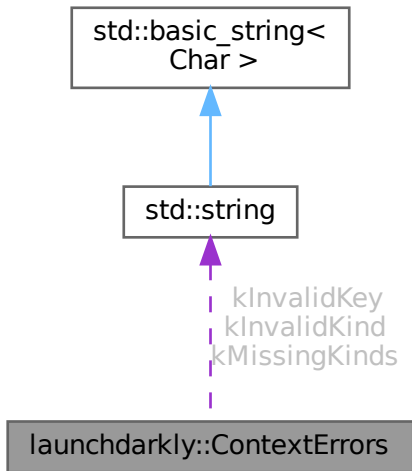 std::basic_string<
Char >
std::string
kInvalidKey
kInvalidKind
kMissingKinds
launchdarkly::ContextErrors